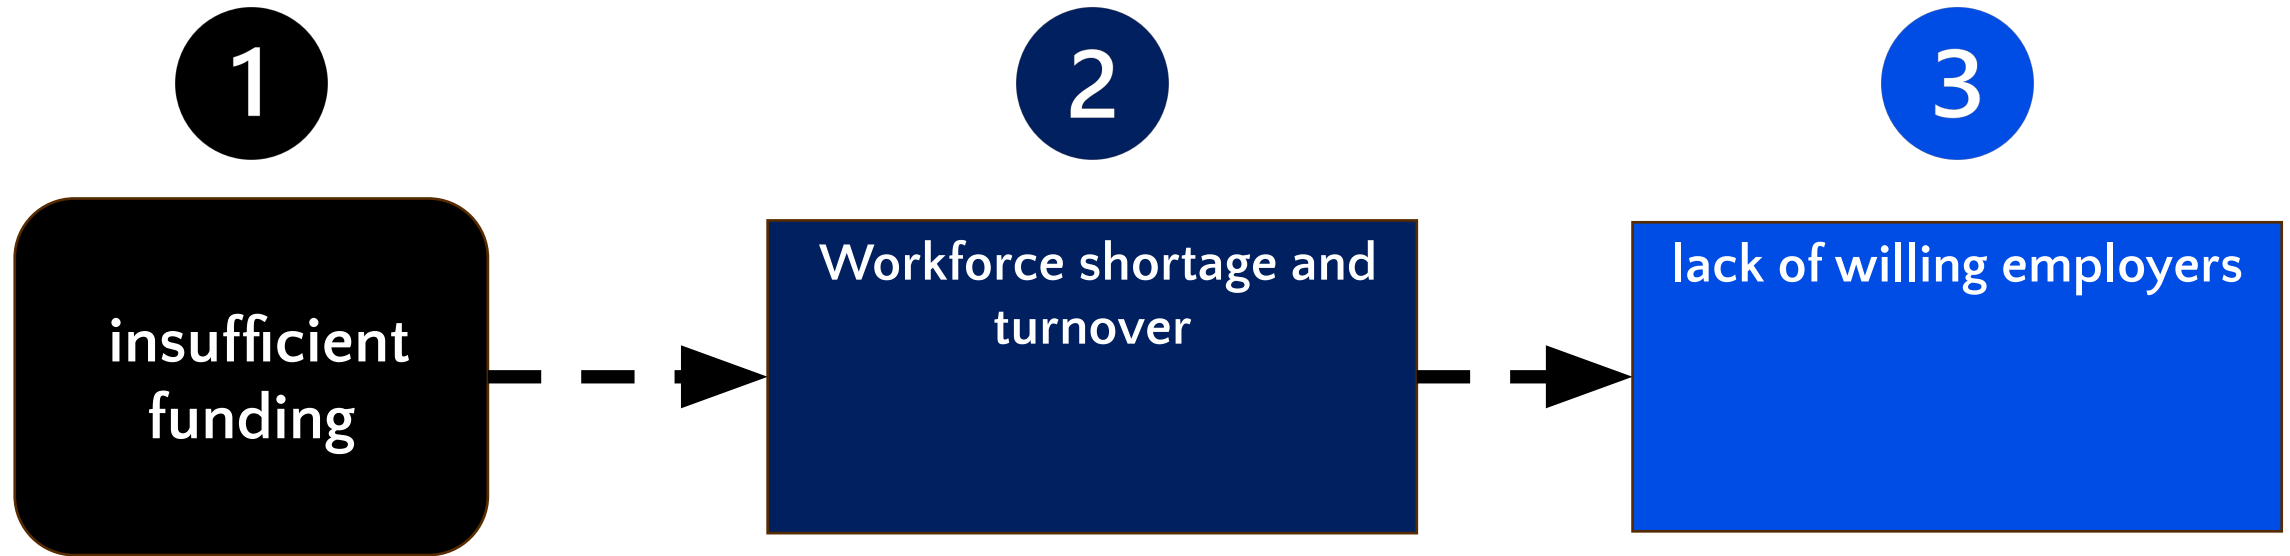 1
2
3
insufficient
funding
Workforce shortage and
turnover
lack of willing employers